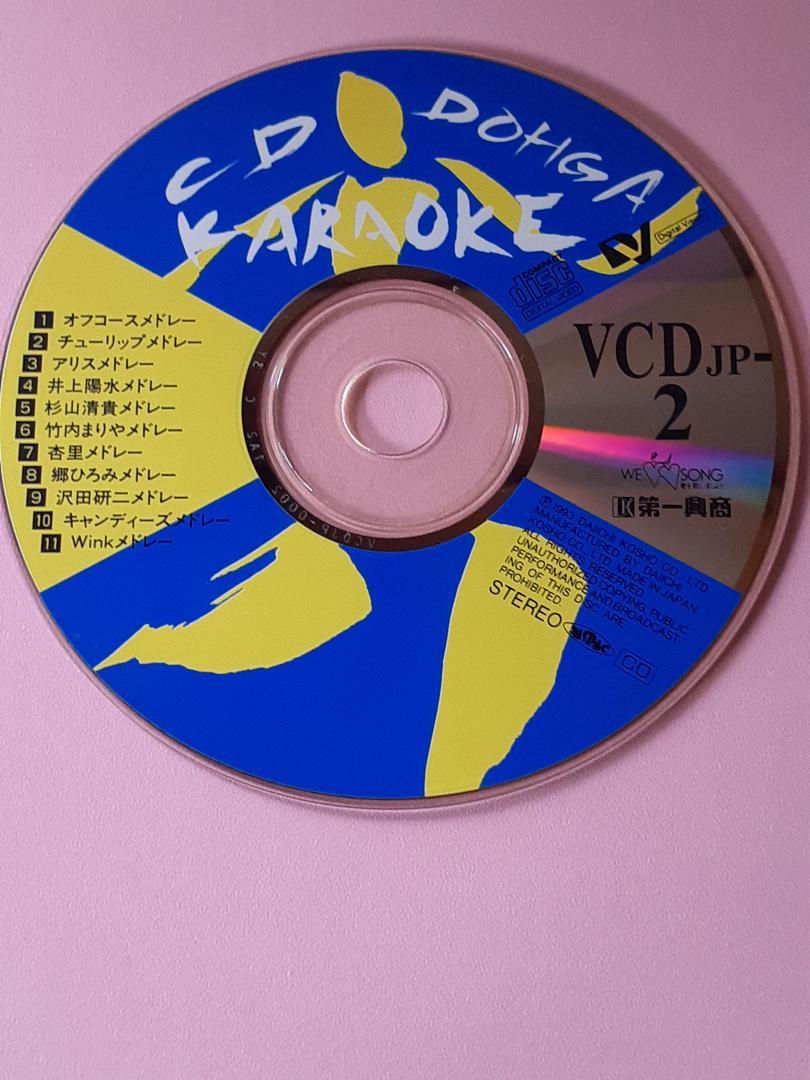 CD DOHGA
KARAOKE
DV
Digital Video
COMPACT
disc
DIGITAL VIDEO
1 オフコースメドレー
2 チューリップメドレー
3 アリスメドレー
4 井上陽水メドレー
5 杉山清貴メドレー
6 竹内まりやメドレー
7 杏里メドレー
8 郷ひろみメドレー
9 沢田研二メドレー
10 キャンディーズメドレー
11 Winkメドレー
VCD JP-
2
WE SONG
DK 第一興商
Ⓟ1993 DAIICHI KOSHO CO., LTD.
MANUFACTURED BY DAIICHI
KOSHO CO., LTD. MADE IN JAPAN.
ALL RIGHTS RESERVED.
UNAUTHORIZED COPYING, PUBLIC
PERFORMANCE AND BROADCAST-
ING OF THIS DISC ARE
PROHIBITED
STEREO
CD